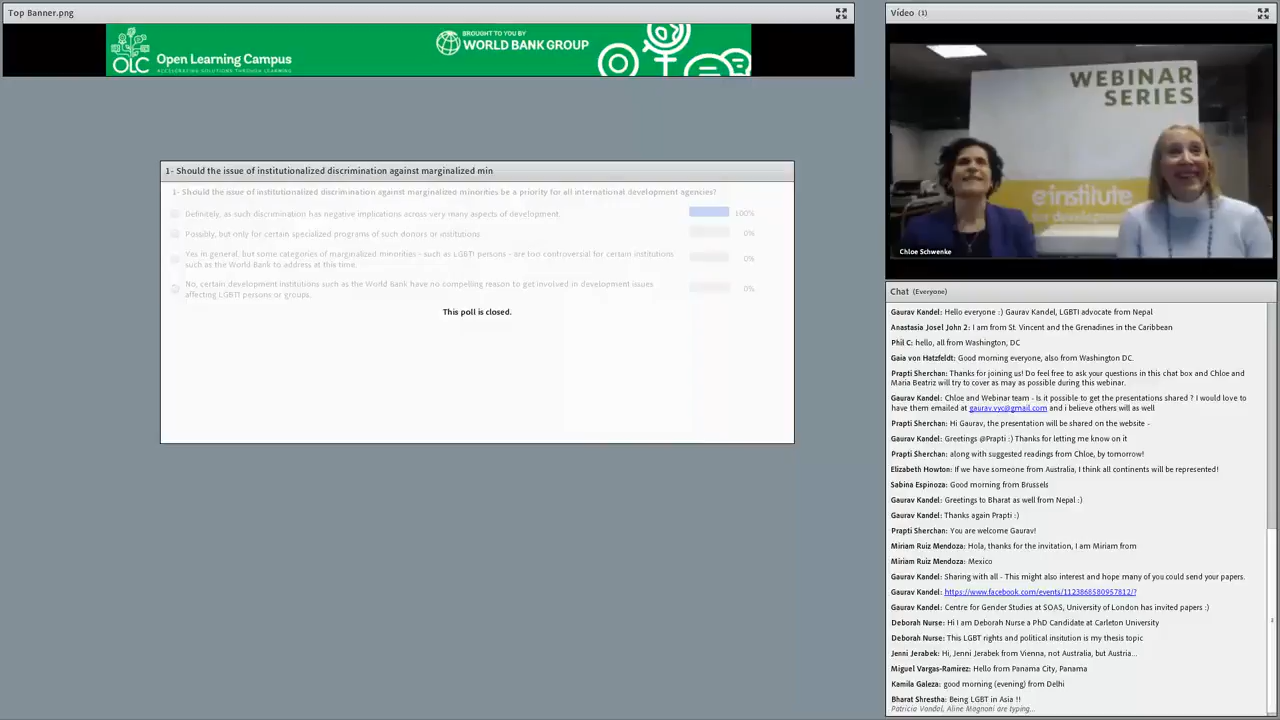 Top Banner.png
OLC
Open Learning Campus
ACCELERATING SOLUTIONS THROUGH LEARNING
BROUGHT TO YOU BY
WORLD BANK GROUP
1- Should the issue of institutionalized discrimination against marginalized min
1- Should the issue of institutionalized discrimination against marginalized minorities be a priority for all international development agencies?
Definitely, as such discrimination has negative implications across very many aspects of development.
100%
Possibly, but only for certain specialized programs of such donors or institutions
0%
Yes in general, but some categories of marginalized minorities - such as LGBTI persons - are too controversial for certain institutions
such as the World Bank to address at this time.
0%
No, certain development institutions such as the World Bank have no compelling reason to get involved in development issues
affecting LGBTI persons or groups.
0%
This poll is closed.
Vídeo (1)
WEBINAR
SERIES
e-institute
for development
Chloe Schwenke
Chat (Everyone)
Gaurav Kandel: Hello everyone :) Gaurav Kandel, LGBTI advocate from Nepal
Anastasia Josel John 2: I am from St. Vincent and the Grenadines in the Caribbean
Phil C: hello, all from Washington, DC
Gaia von Hatzfeldt: Good morning everyone, also from Washington DC.
Prapti Sherchan: Thanks for joining us! Do feel free to ask your questions in this chat box and Chloe and
Maria Beatriz will try to cover as may as possible during this webinar.
Gaurav Kandel: Chloe and Webinar team - Is it possible to get the presentations shared ? I would love to
have them emailed at gaurav.vyc@gmail.com and i believe others will as well
Prapti Sherchan: Hi Gaurav, the presentation will be shared on the website -
Gaurav Kandel: Greetings @Prapti :) Thanks for letting me know on it
Prapti Sherchan: along with suggested readings from Chloe, by tomorrow!
Elizabeth Howton: If we have someone from Australia, I think all continents will be represented!
Sabina Espinoza: Good morning from Brussels
Gaurav Kandel: Greetings to Bharat as well from Nepal :)
Gaurav Kandel: Thanks again Prapti :)
Prapti Sherchan: You are welcome Gaurav!
Miriam Ruiz Mendoza: Hola, thanks for the invitation, I am Miriam from
Miriam Ruiz Mendoza: Mexico
Gaurav Kandel: Sharing with all - This might also interest and hope many of you could send your papers.
Gaurav Kandel: https://www.facebook.com/events/1123868580957812/?
Gaurav Kandel: Centre for Gender Studies at SOAS, University of London has invited papers :)
Deborah Nurse: Hi I am Deborah Nurse a PhD Candidate at Carleton University
Deborah Nurse: This LGBT rights and political insitution is my thesis topic
Jenni Jerabek: Hi, Jenni Jerabek from Vienna, not Australia, but Austria...
Miguel Vargas-Ramirez: Hello from Panama City, Panama
Kamila Galeza: good morning (evening) from Delhi
Bharat Shrestha: Being LGBT in Asia !!
Patricia Vandal, Aline Magnoni are typing...